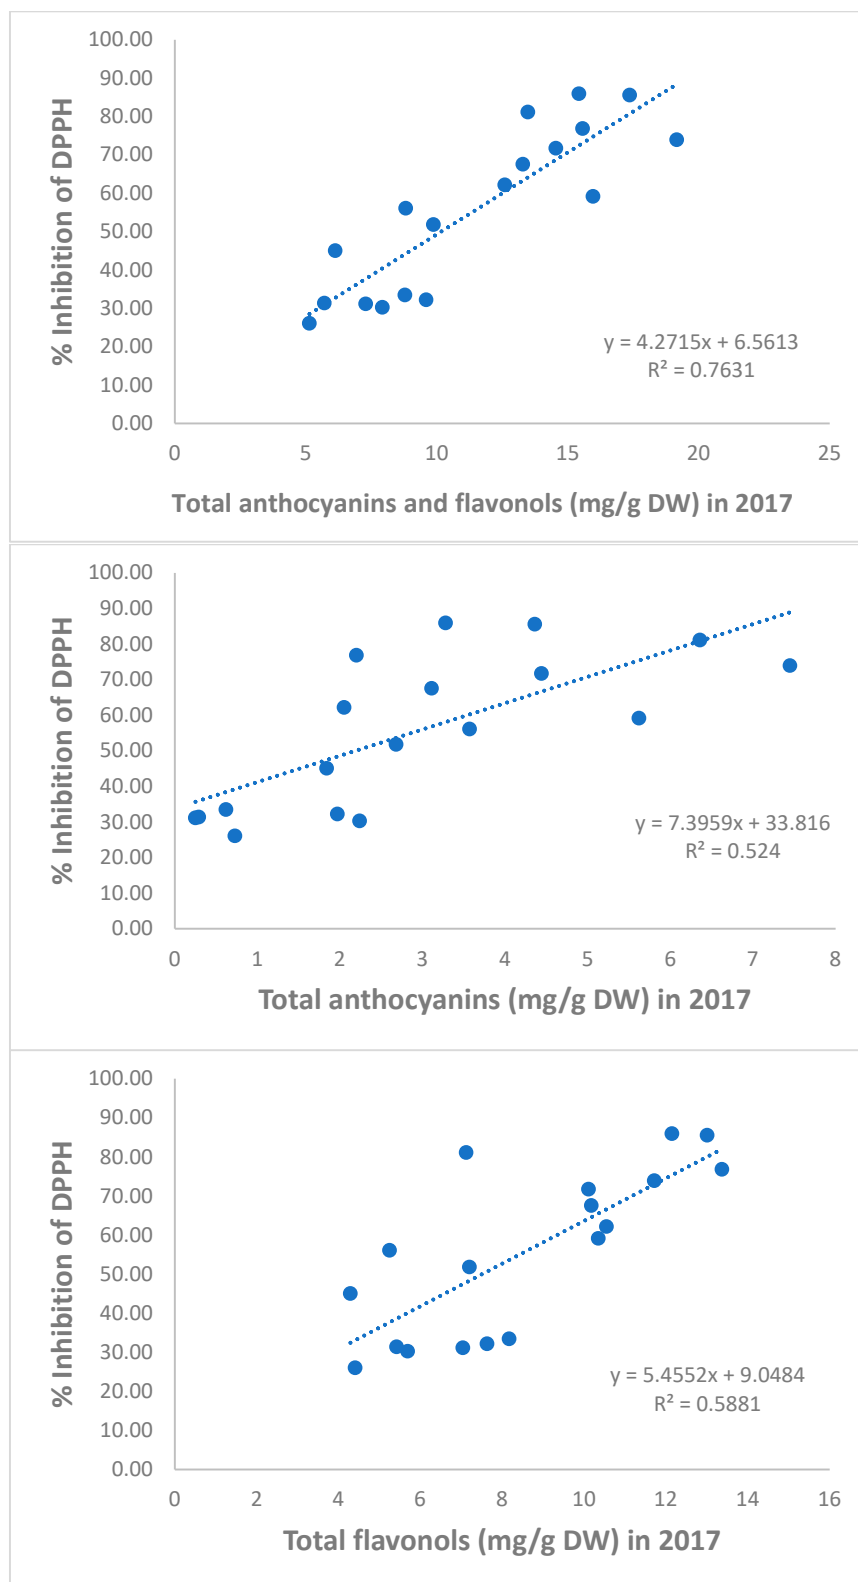 100.00
90.00
80.00
70.00
60.00
50.00
40.00
30.00
20.00
10.00
0.00
% Inhibition of DPPH
y = 4.2715x + 6.5613
R² = 0.7631
0 5 10 15 20 25
Total anthocyanins and flavonols (mg/g DW) in 2017
100.00
90.00
80.00
70.00
60.00
50.00
40.00
30.00
20.00
10.00
0.00
% Inhibition of DPPH
y = 7.3959x + 33.816
R² = 0.524
0 1 2 3 4 5 6 7 8
Total anthocyanins (mg/g DW) in 2017
100.00
90.00
80.00
70.00
60.00
50.00
40.00
30.00
20.00
10.00
0.00
% Inhibition of DPPH
y = 5.4552x + 9.0484
R² = 0.5881
0 2 4 6 8 10 12 14 16
Total flavonols (mg/g DW) in 2017